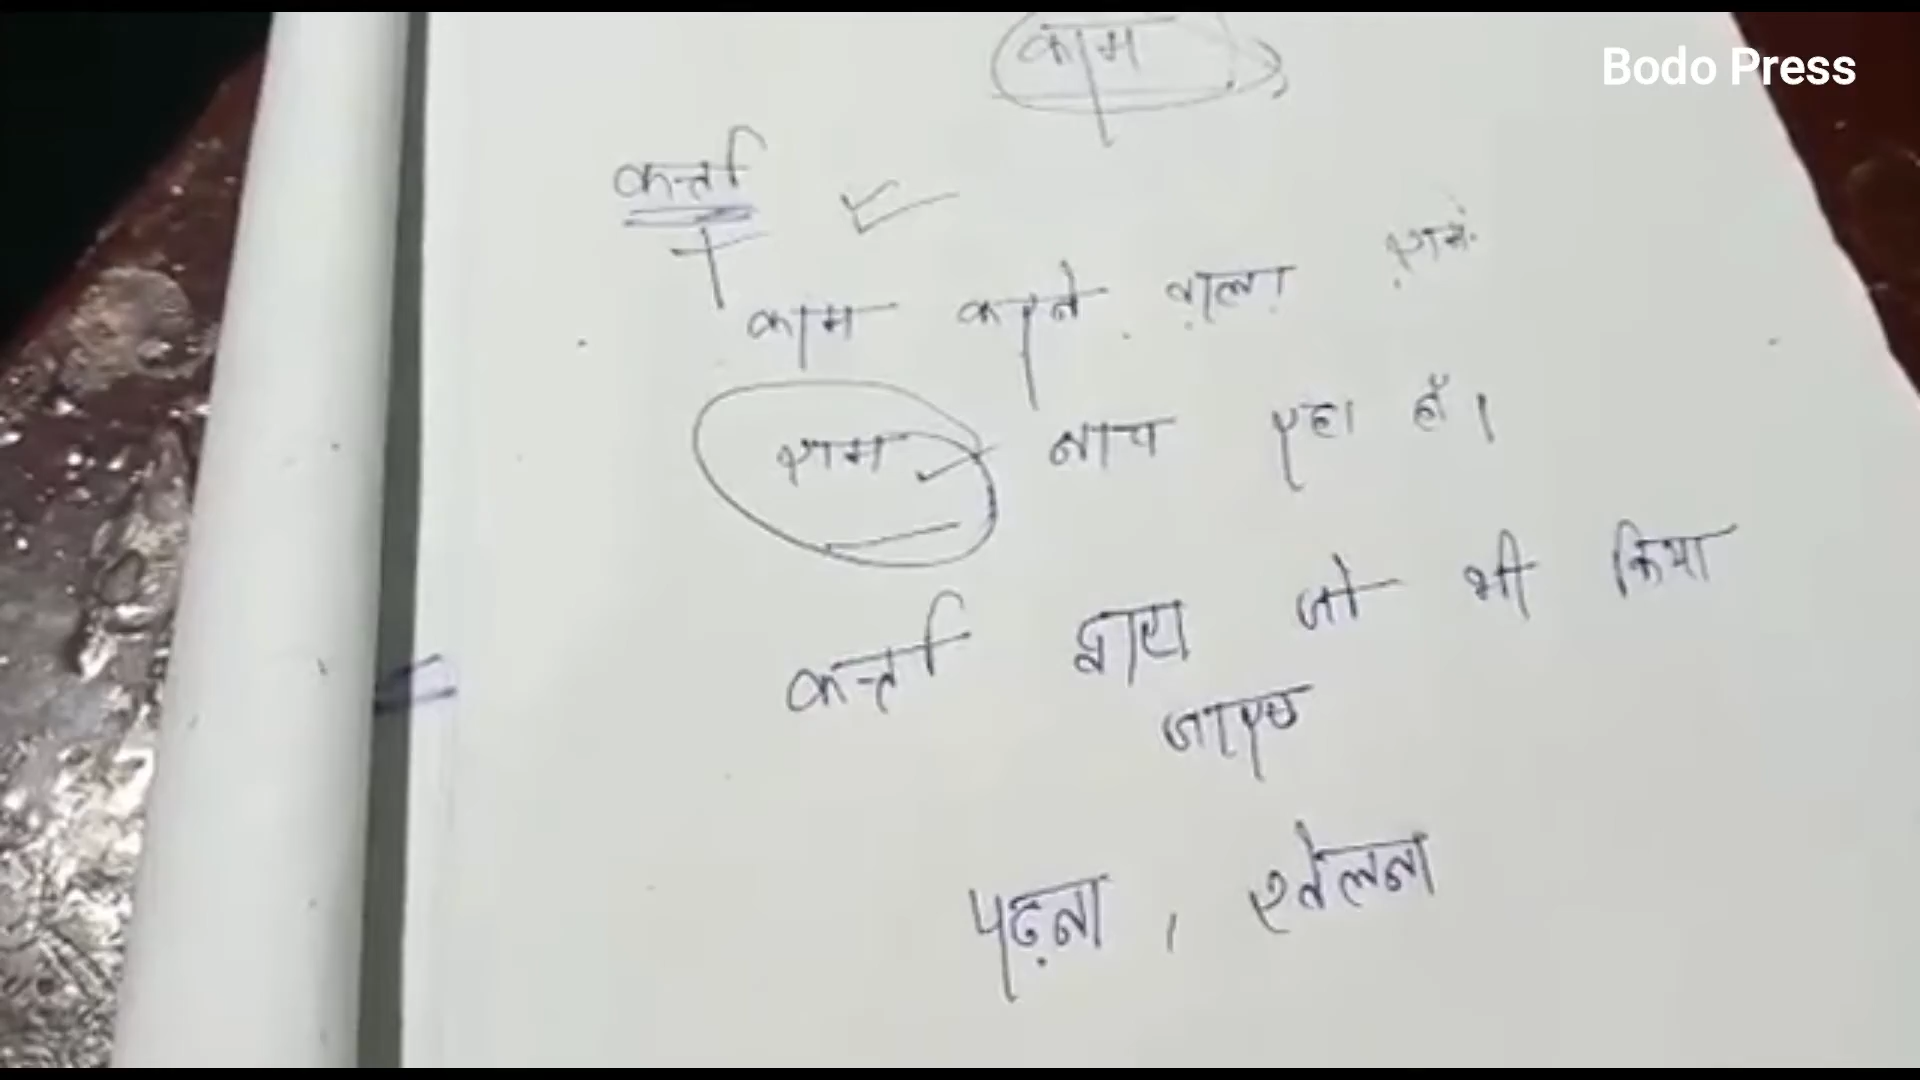 काम
Bodo Press
कर्त्ता
काम करने वाला
राम नाच रहा हैं।
कर्त्ता द्वारा जो भी किया
जाए
पढ़ना, खेलना